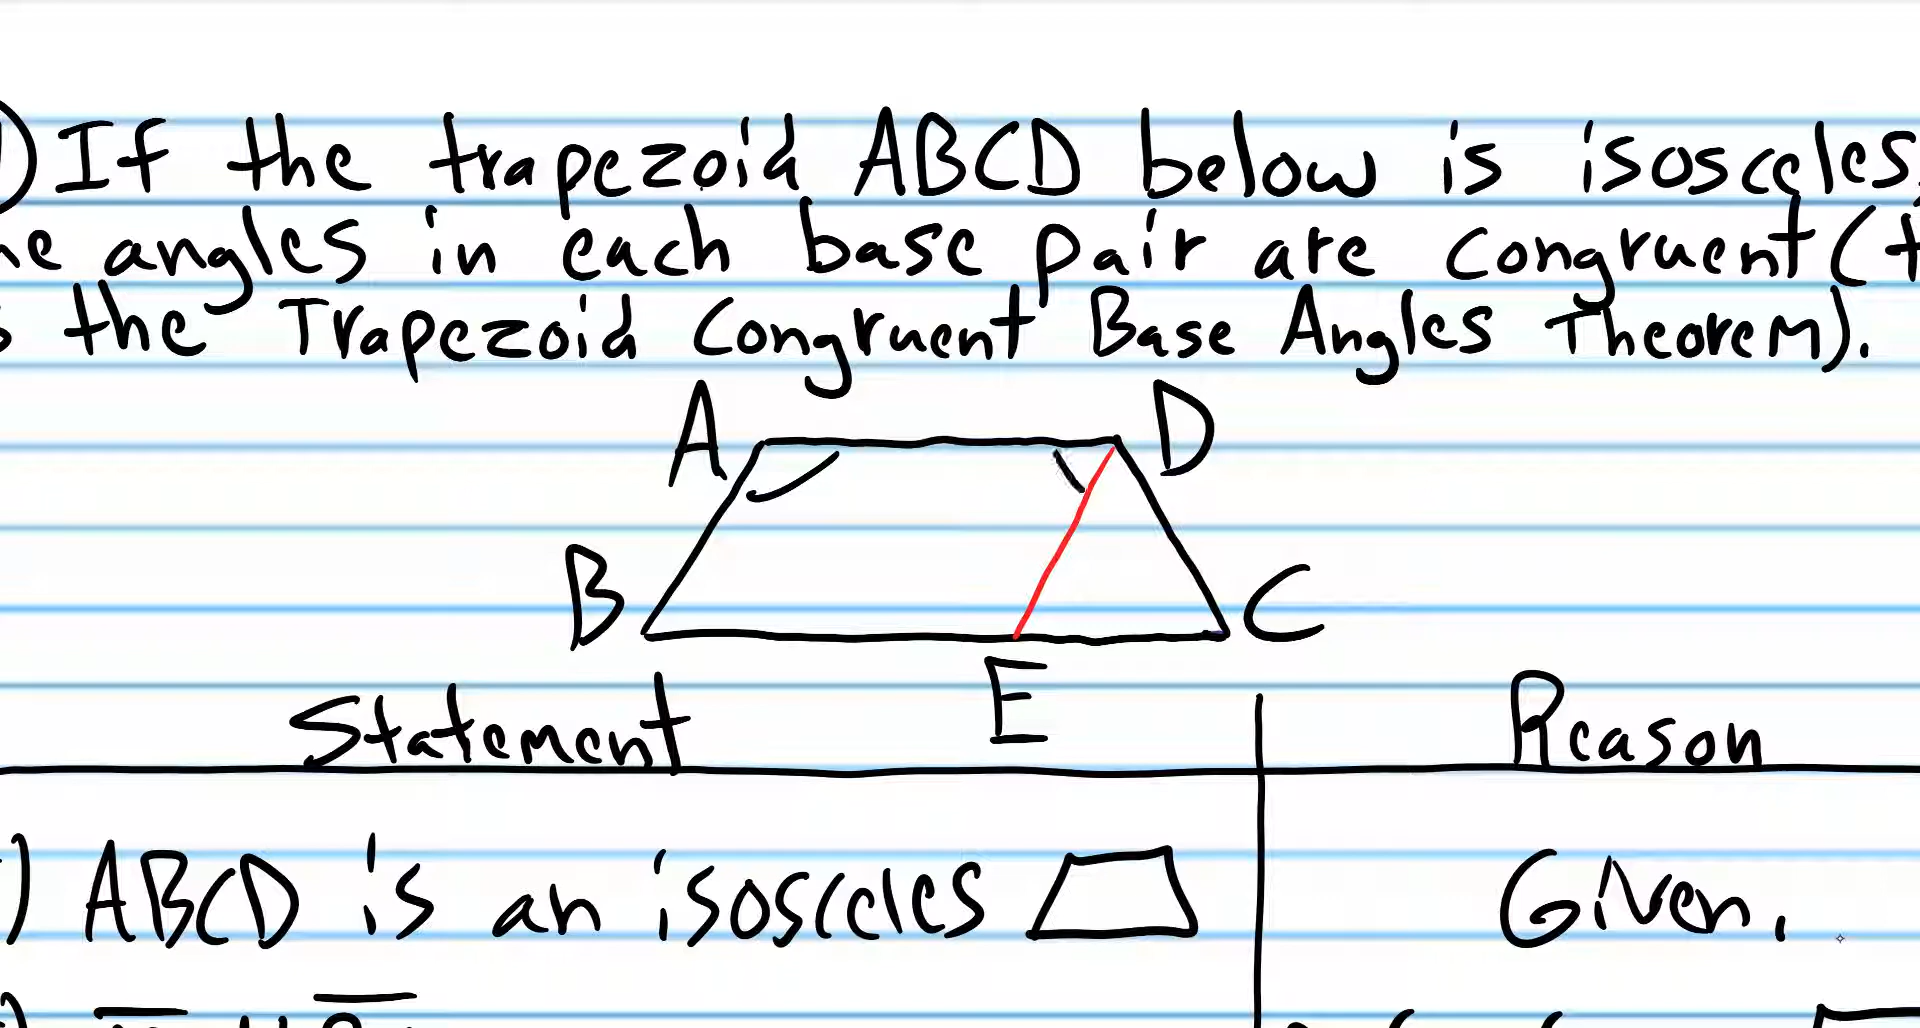 ) If the trapezoid ABCD below is isosceles,
he angles in each base pair are congruent (t
s the Trapezoid Congruent Base Angles Theorem).
A D
B C
E
Statement Reason
) ABCD is an isosceles Given.